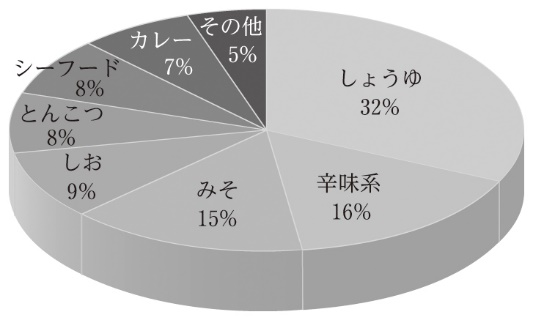 しょうゆ
32%
辛味系
16%
みそ
15%
しお
9%
とんこつ
8%
シーフード
8%
カレー
7%
その他
5%